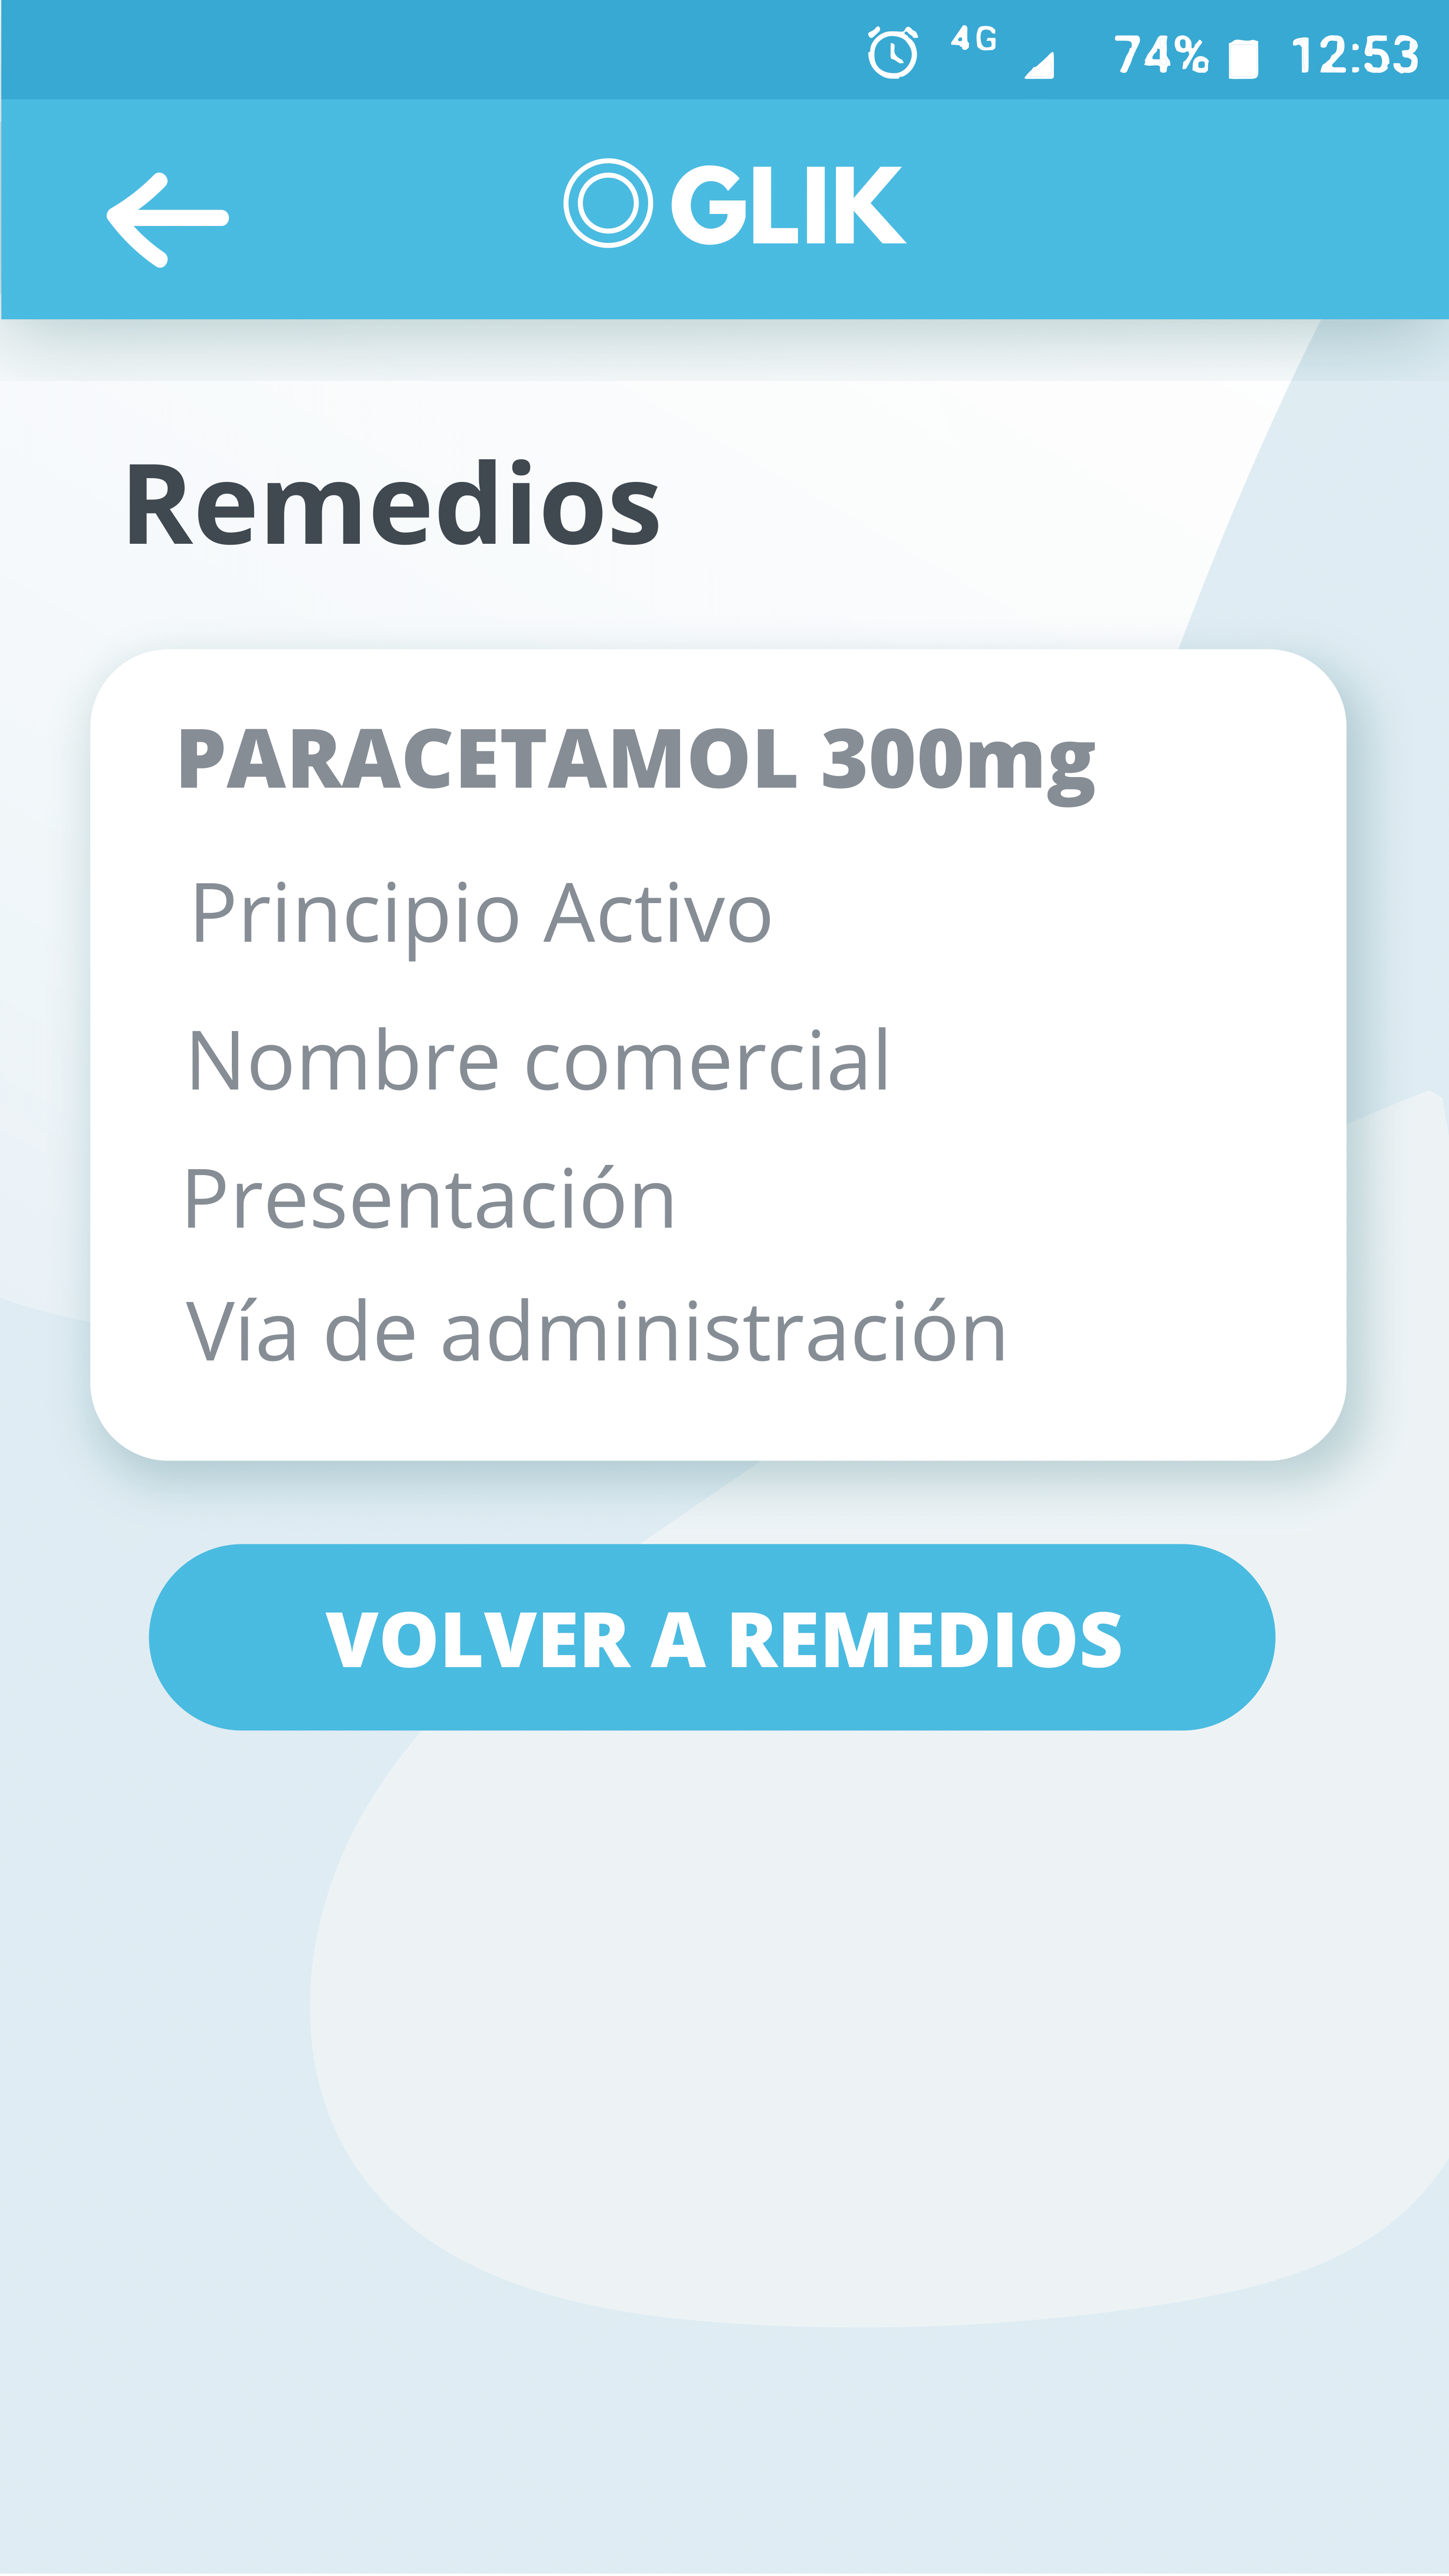 4G 74% 12:53
GLIK
Remedios
PARACETAMOL 300mg
Principio Activo
Nombre comercial
Presentación
Vía de administración
VOLVER A REMEDIOS